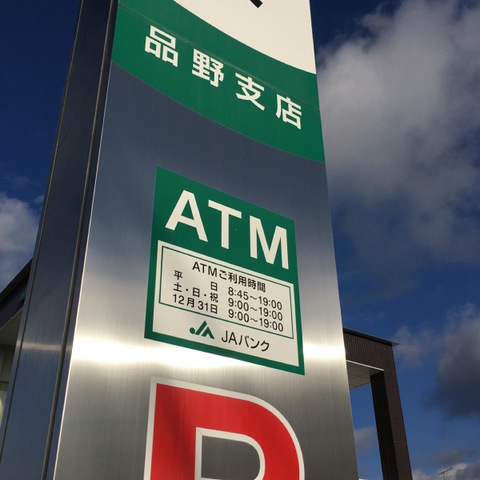 品野支店
ATM
ATMご利用時間
平 日 8:45～19:00
土・日・祝 9:00～19:00
12月31日 9:00～19:00
JA JAバンク
P